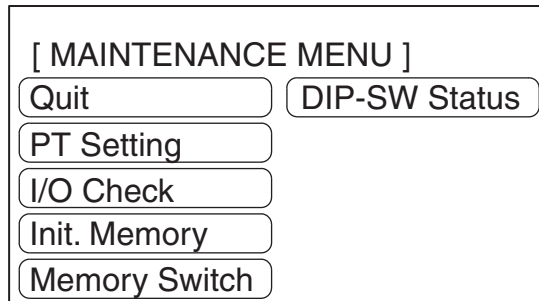 [ MAINTENANCE MENU ]
Quit DIP-SW Status
PT Setting
I/O Check
Init. Memory
Memory Switch